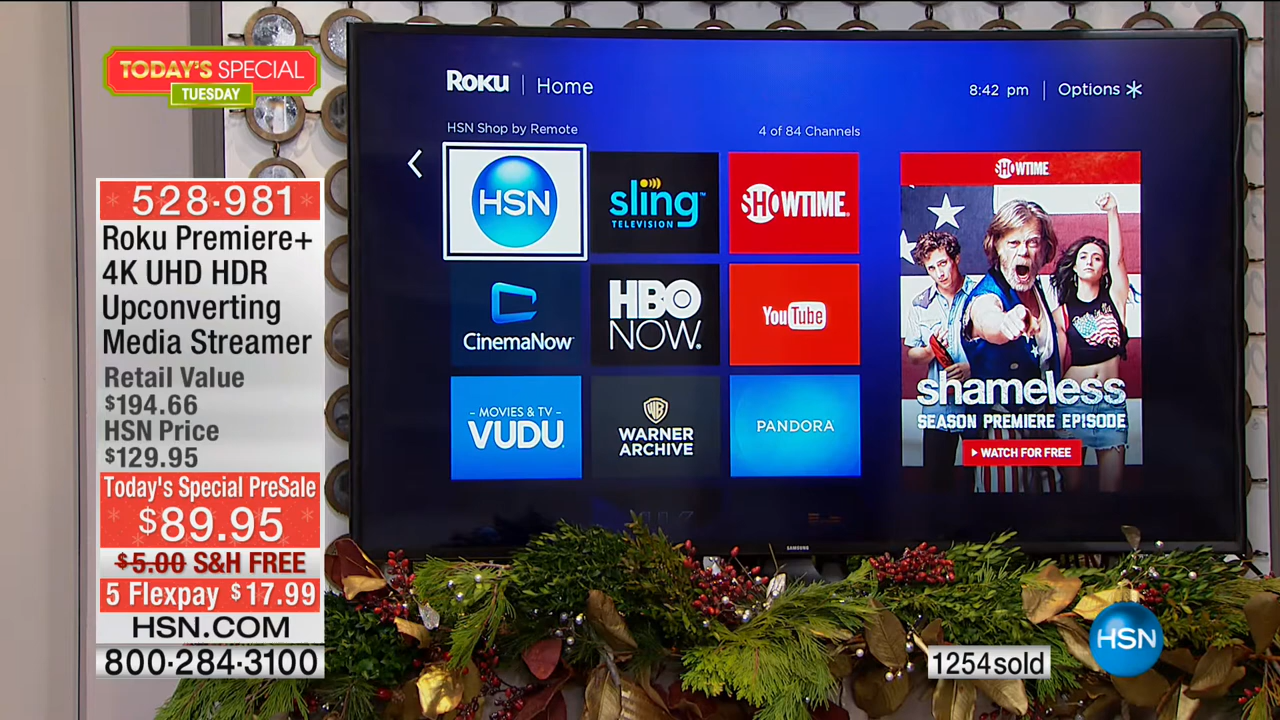 TODAY'S SPECIAL
TUESDAY
528-981
Roku Premiere+
4K UHD HDR
Upconverting
Media Streamer
Retail Value
$194.66
HSN Price
$129.95
Today's Special PreSale
$89.95
$5.00 S&H FREE
5 Flexpay $17.99
HSN.COM
800-284-3100
Roku | Home
8:42 pm | Options
HSN Shop by Remote
4 of 84 Channels
HSN
sling
TELEVISION
SHOWTIME
CinemaNow
HBO
NOW.
YouTube
- MOVIES & TV -
VUDU
WB
WARNER
ARCHIVE
PANDORA
SHOWTIME
shameless
SEASON PREMIERE EPISODE
WATCH FOR FREE
SAMSUNG
1254sold
HSN